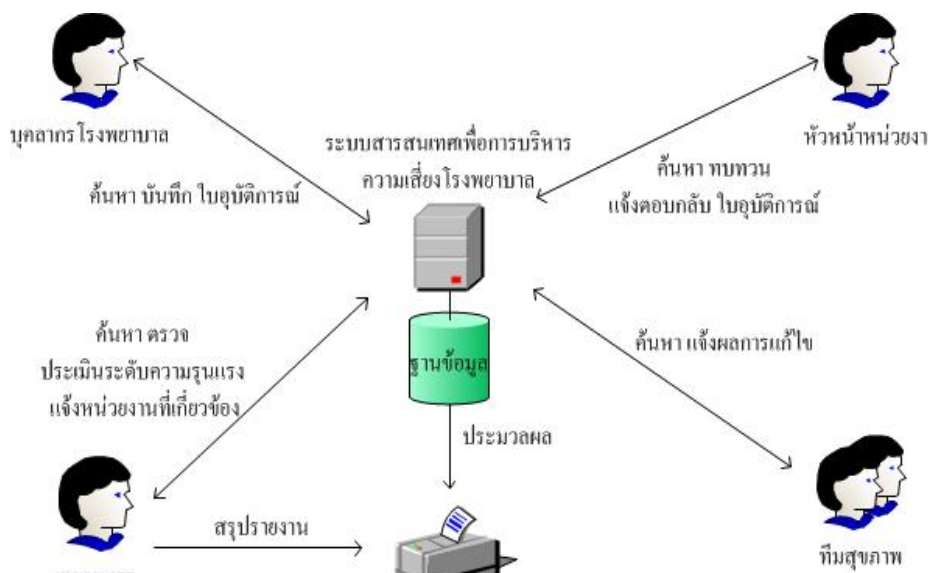 บุคลากรโรงพยาบาล
หัวหน้าหน่วยงา
ระบบสารสนเทศเพื่อการบริหาร
ความเสี่ยงโรงพยาบาล
ค้นหา บันทึก ใบอุบัติการณ์
ค้นหา ทบทวน
แจ้งตอบกลับ ใบอุบัติการณ์
ค้นหา ตรวจ
ประเมินระดับความรุนแรง
แจ้งหน่วยงานที่เกี่ยวข้อง
ฐานข้อมูล
ค้นหา แจ้งผลการแก้ไข
ประมวลผล
สรุปรายงาน
ทีมสุขภาพ